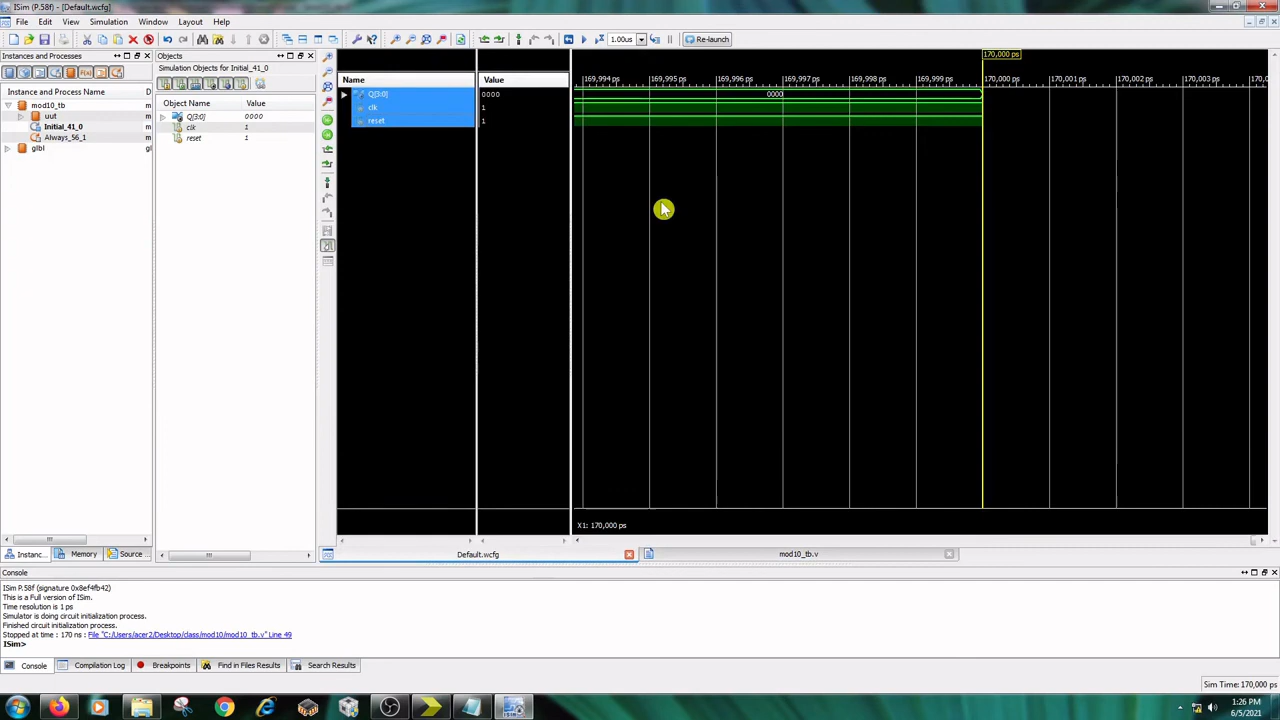 ISim (P.58f) - [Default.wcfg]
File Edit View Simulation Window Layout Help
1.00us
Re-launch
Instances and Processes
Objects
Simulation Objects for Initial_41_0
Instance and Process Name
mod10_tb m
uut m
Initial_41_0 m
Always_56_1 m
glbl gl
Object Name Value
Q[3:0] 0000
clk 1
reset 1
Name Value
Q[3:0] 0000
clk 1
reset 1
170,000 ps
169,994 ps 169,995 ps 169,996 ps 169,997 ps 169,998 ps 169,999 ps 170,000 ps 170,001 ps 170,002 ps 170,003 ps 170,0
0000
X1: 170,000 ps
Instanc... Memory Source ...
Default.wcfg
mod10_tb.v
Console
ISim P.58f (signature 0x8ef4fb42)
This is a Full version of ISim.
Time resolution is 1 ps
Simulator is doing circuit initialization process.
Finished circuit initialization process.
Stopped at time : 170 ns : File "C:/Users/acer2/Desktop/class/mod10/mod10_tb.v" Line 49
ISim>
Console Compilation Log Breakpoints Find in Files Results Search Results
Sim Time: 170,000 ps
1:26 PM
6/5/2021